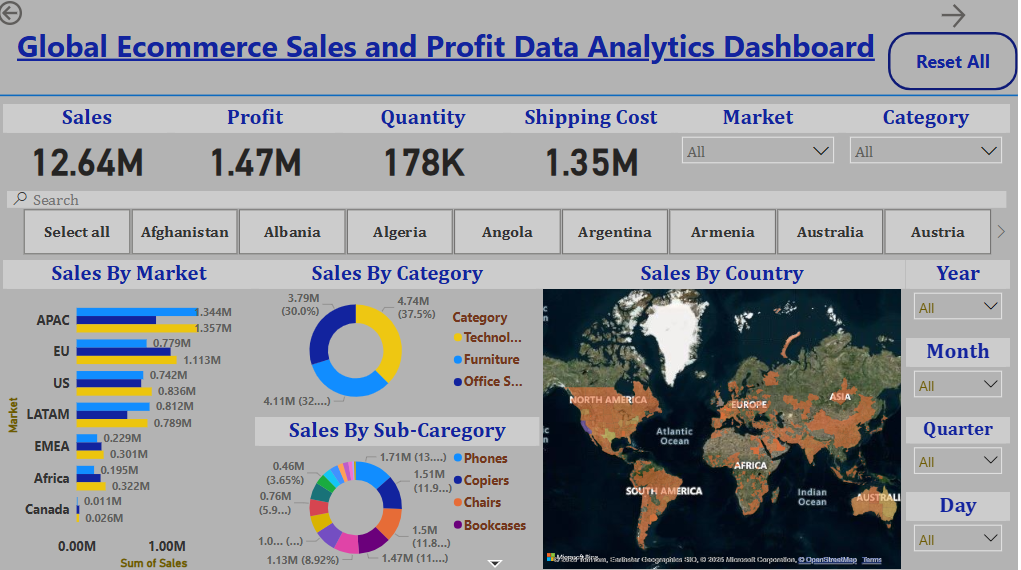 Global Ecommerce Sales and Profit Data Analytics Dashboard
Reset All
Sales
Profit
Quantity
Shipping Cost
Market
Category
12.64M
1.47M
178K
1.35M
All
All
Search
Select all
Afghanistan
Albania
Algeria
Angola
Argentina
Armenia
Australia
Austria
Sales By Market
APAC
1.344M
1.357M
EU
0.779M
1.113M
US
0.742M
0.836M
LATAM
0.812M
0.789M
EMEA
0.229M
0.301M
Africa
0.195M
0.322M
Canada
0.011M
0.026M
Market
0.00M
1.00M
Sum of Sales
Sales By Category
3.79M
(30.0%)
4.74M
(37.5%)
4.11M (32....)
Category
Technol...
Furniture
Office S...
Sales By Sub-Caregory
1.71M (13....)
1.51M
(11.9...)
1.5M
(11.8...)
1.47M (11....)
1.13M (8.92%)
1.0... (...)
0.76M
(5.9...)
0.46M
(3.65%)
Phones
Copiers
Chairs
Bookcases
Sales By Country
NORTH AMERICA
EUROPE
ASIA
Atlantic
Ocean
AFRICA
SOUTH AMERICA
Indian
Ocean
AUSTRALI
Microsoft Bing
© 2025 TomTom, Earthstar Geographics SIO, © 2025 Microsoft Corporation, © OpenStreetMap Terms
Year
All
Month
All
Quarter
All
Day
All